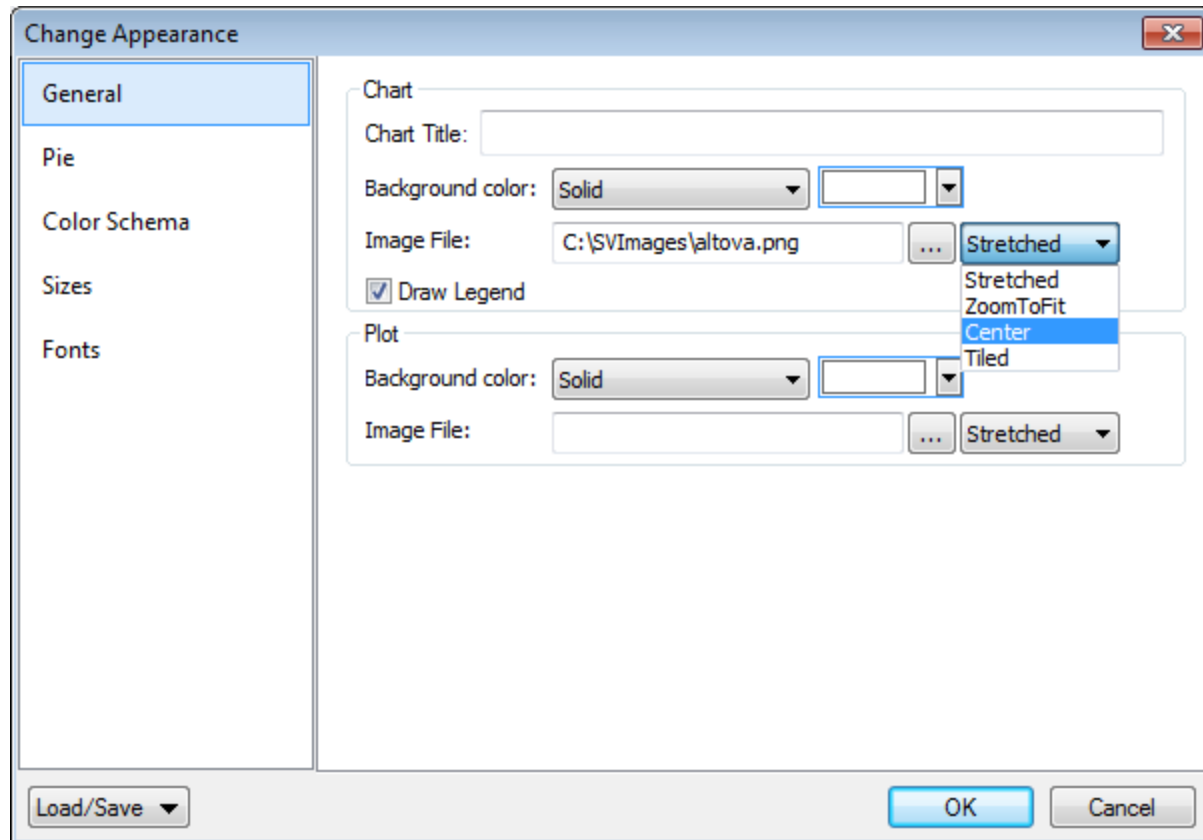 Change Appearance
General
Pie
Color Schema
Sizes
Fonts
Chart
Chart Title:
Background color: Solid
Image File: C:\SVImages\altova.png ... Stretched
Stretched
ZoomToFit
Center
Tiled
Draw Legend
Plot
Background color: Solid
Image File: ... Stretched
Load/Save OK Cancel